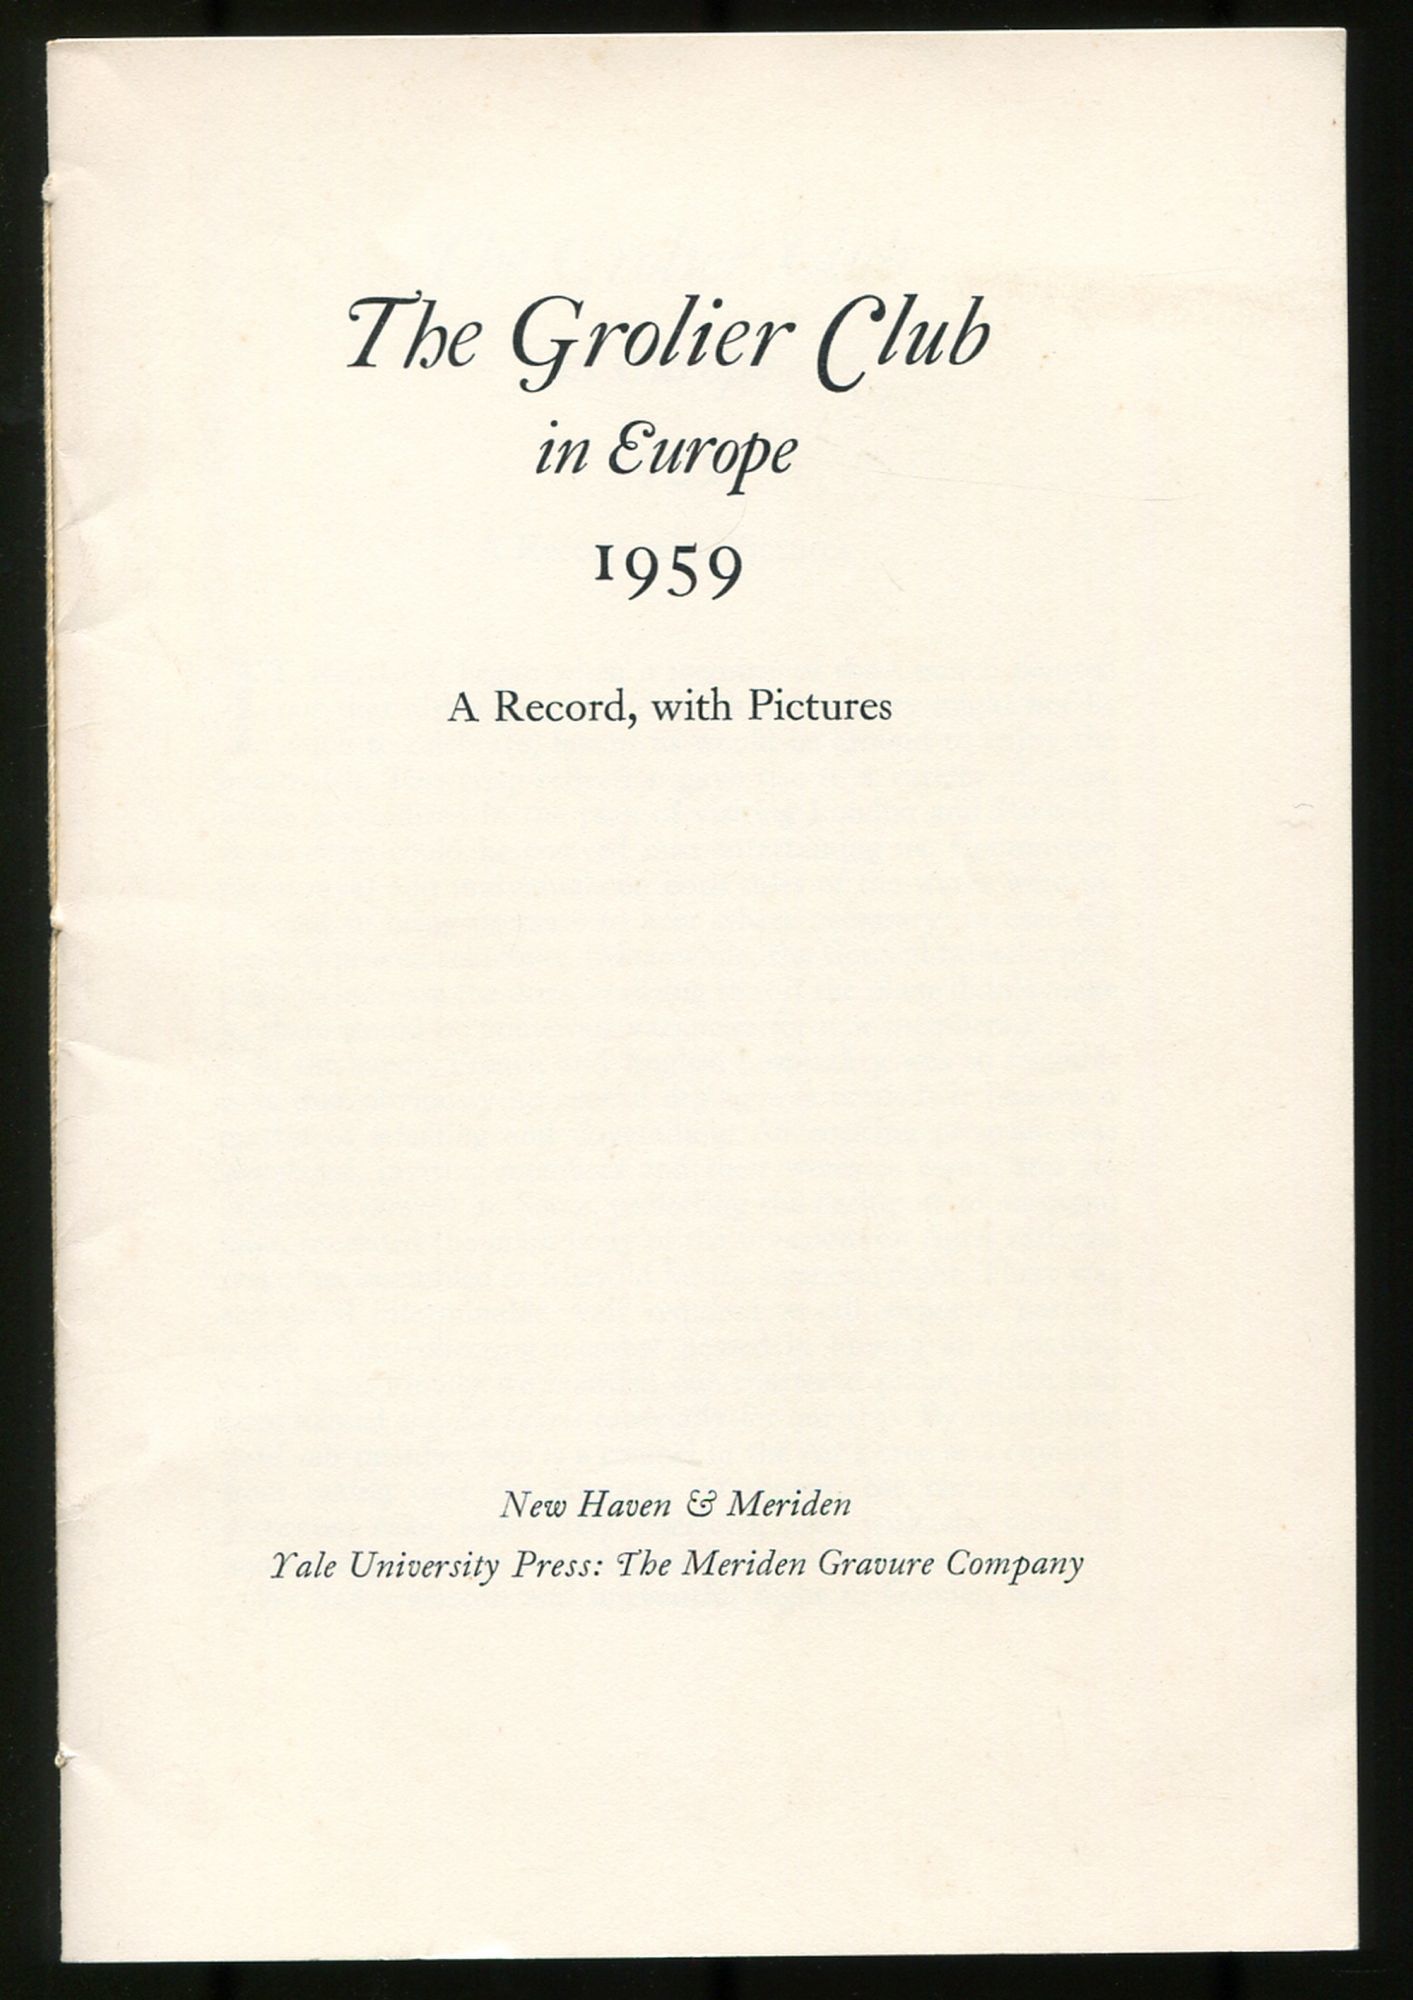 The Grolier Club
in Europe
1959
A Record, with Pictures
New Haven & Meriden
Yale University Press: The Meriden Gravure Company